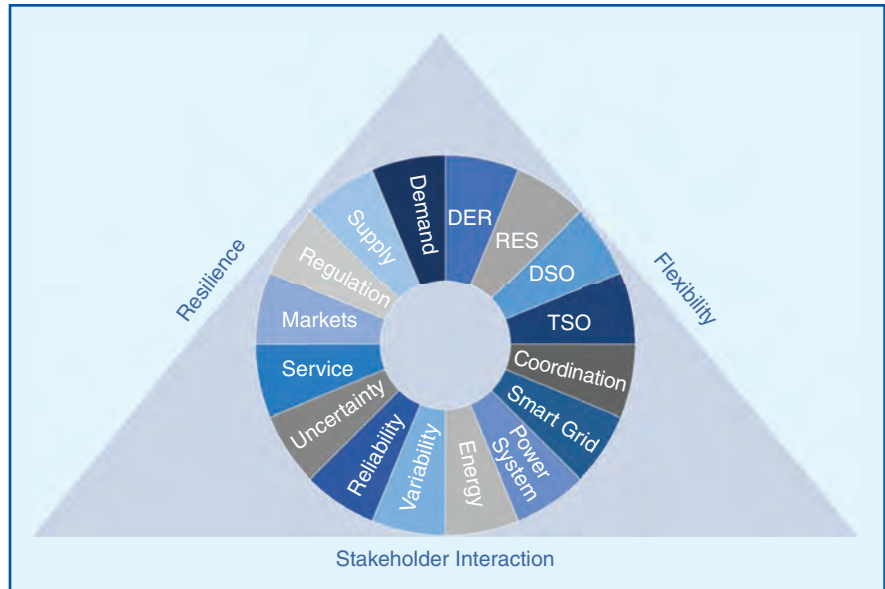 Resilience
Flexibility
Stakeholder Interaction
DER
RES
DSO
TSO
Coordination
Smart Grid
Power
System
Energy
Variability
Reliability
Uncertainty
Service
Markets
Regulation
Supply
Demand